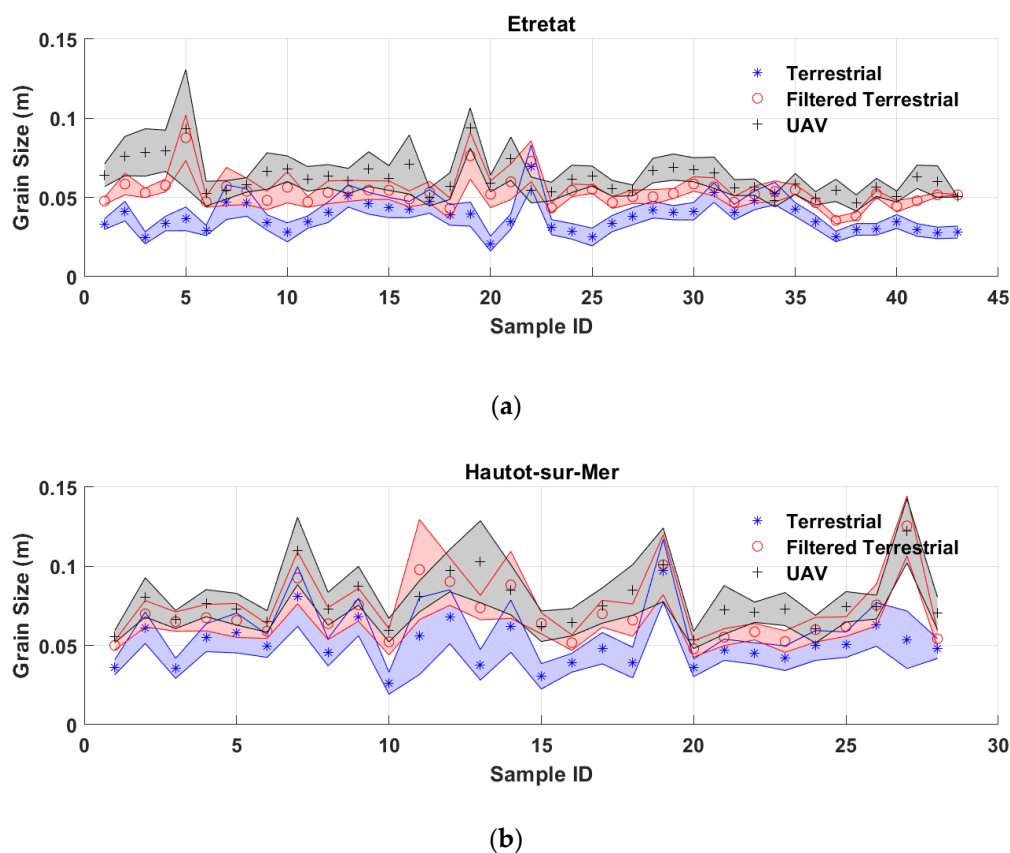 Etretat
0.15
0.1
0.05
0
Grain Size (m)
Terrestrial
Filtered Terrestrial
UAV
0 5 10 15 20 25 30 35 40 45
Sample ID
(a)
Hautot-sur-Mer
0.15
0.1
0.05
0
Grain Size (m)
Terrestrial
Filtered Terrestrial
UAV
0 5 10 15 20 25 30
Sample ID
(b)